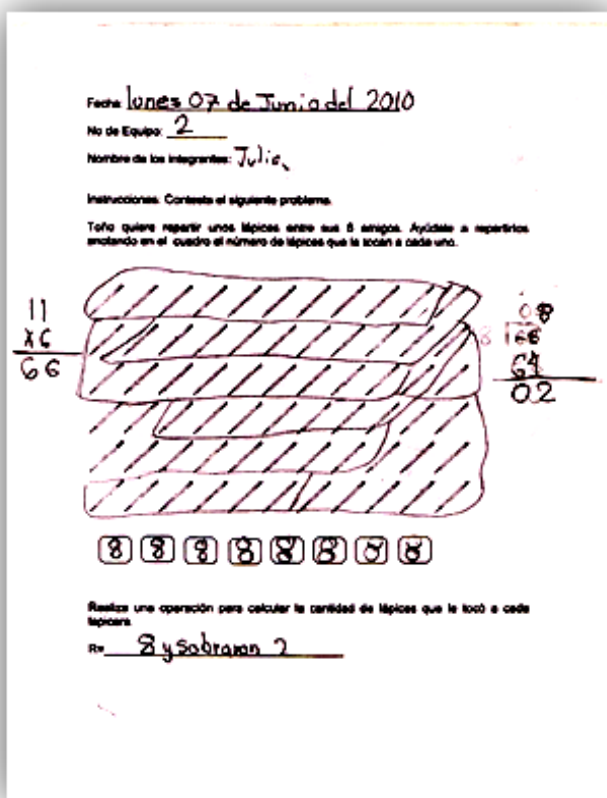 Fecha: lunes 07 de Junio del 2010
No de Equipo: 2
Nombre de los integrantes: Julia
Instrucciones. Contesta el siguiente problema.
Toño quiere repartir unos lápices entre sus 8 amigos. Ayúdale a repartirlos
anotando en el cuadro el número de lápices que le tocan a cada uno.
11
x6
66
08
8 166
64
02
8 8 8 8 8 8 8 8
Realiza una operación para calcular la cantidad de lápices que le tocó a cada
R= 8 y sobraron 2